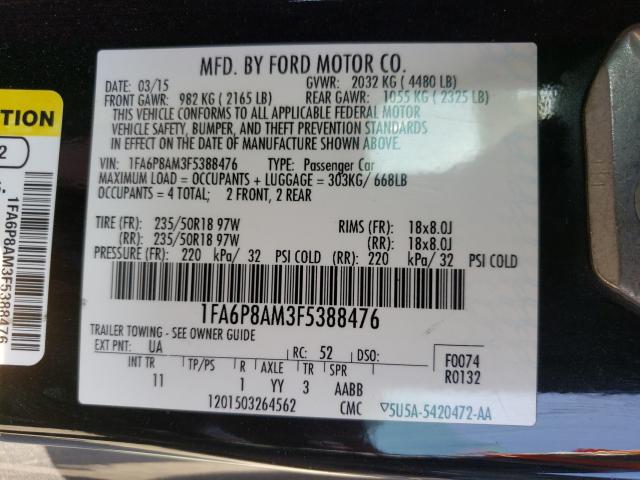 MFD. BY FORD MOTOR CO.
DATE: 03/15 GVWR: 2032 KG (4480 LB)
FRONT GAWR: 982 KG (2165 LB) REAR GAWR: 1055 KG (2325 LB)
THIS VEHICLE CONFORMS TO ALL APPLICABLE FEDERAL MOTOR
VEHICLE SAFETY, BUMPER, AND THEFT PREVENTION STANDARDS
IN EFFECT ON THE DATE OF MANUFACTURE SHOWN ABOVE.
VIN: 1FA6P8AM3F5388476 TYPE: Passenger Car
MAXIMUM LOAD = OCCUPANTS + LUGGAGE = 303KG/ 668LB
OCCUPANTS = 4 TOTAL; 2 FRONT, 2 REAR
TIRE (FR): 235/50R18 97W RIMS (FR): 18x8.0J
(RR): 235/50R18 97W (RR): 18x8.0J
PRESSURE (FR): 220 kPa/ 32 PSI COLD (RR): 220 kPa/ 32 PSI COLD
1FA6P8AM3F5388476
TRAILER TOWING - SEE OWNER GUIDE
EXT PNT: UA RC: 52 DSO: F0074
INT TR TP/PS R AXLE TR SPR R0132
11 1 YY 3 AABB
1201503264562 CMC ▽5U5A-5420472-AA
TION
2
1FA6P8AM3F5388476